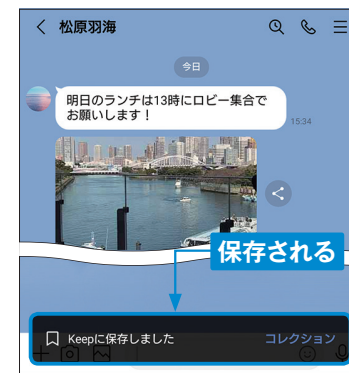 松原羽海
今日
明日のランチは13時にロビー集合で
お願いします！
15:34
保存される
Keepに保存しました
コレクション